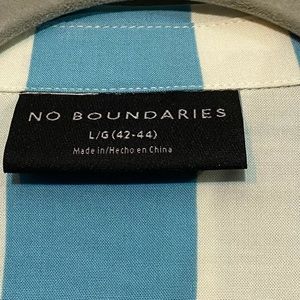 NO BOUNDARIES
L/G (42-44)
Made in/Hecho en China